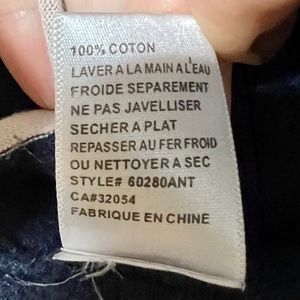 100% COTON
LAVER A LA MAIN A L'EAU
FROIDE SEPAREMENT
NE PAS JAVELLISER
SECHER A PLAT
REPASSER AU FER FROID
OU NETTOYER A SEC
STYLE# 60280ANT
CA#32054
FABRIQUE EN CHINE